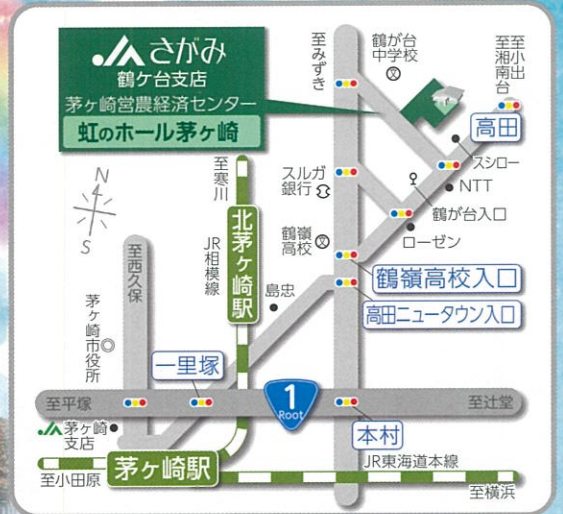 JAさがみ
鶴ケ台支店
茅ヶ崎営農経済センター
虹のホール茅ヶ崎
至みずき
鶴が台
中学校
至湘南台
至小出
高田
スシロー
NTT
鶴が台入口
ローゼン
スルガ
銀行
鶴嶺
高校
鶴嶺高校入口
高田ニュータウン入口
N
S
至寒川
北茅ヶ崎駅
JR相模線
至西久保
島忠
茅ヶ崎市役所
一里塚
1
Root
至平塚
至辻堂
本村
JA茅ヶ崎
支店
茅ヶ崎駅
JR東海道本線
至小田原
至横浜